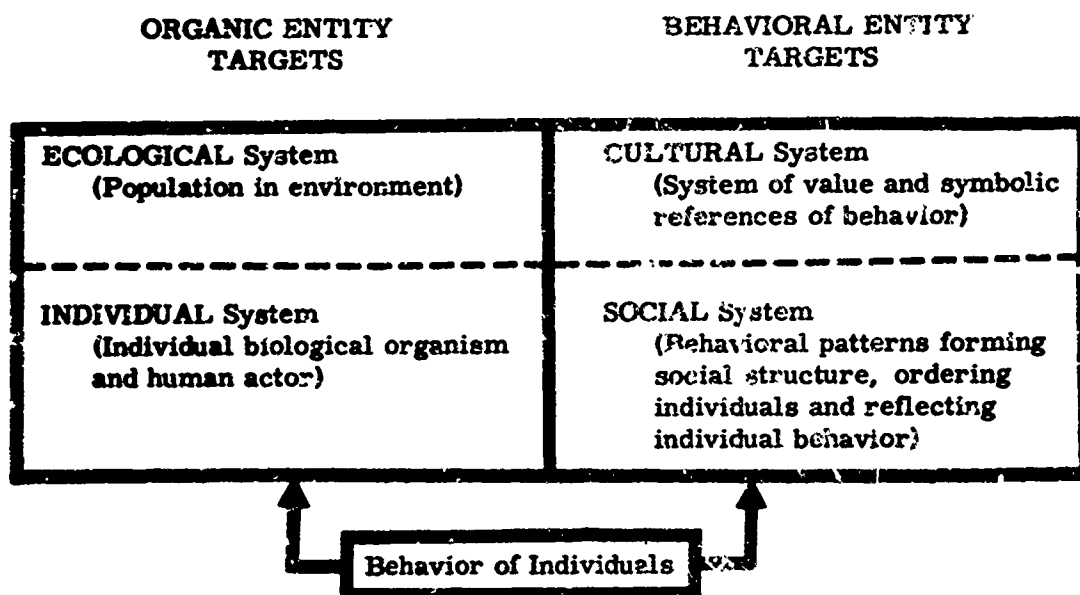 ORGANIC ENTITY
TARGETS
BEHAVIORAL ENTITY
TARGETS
ECOLOGICAL System
(Population in environment)
CULTURAL System
(System of value and symbolic
references of behavior)
INDIVIDUAL System
(Individual biological organism
and human actor)
SOCIAL System
(Behavioral patterns forming
social structure, ordering
individuals and reflecting
individual behavior)
Behavior of Individuals